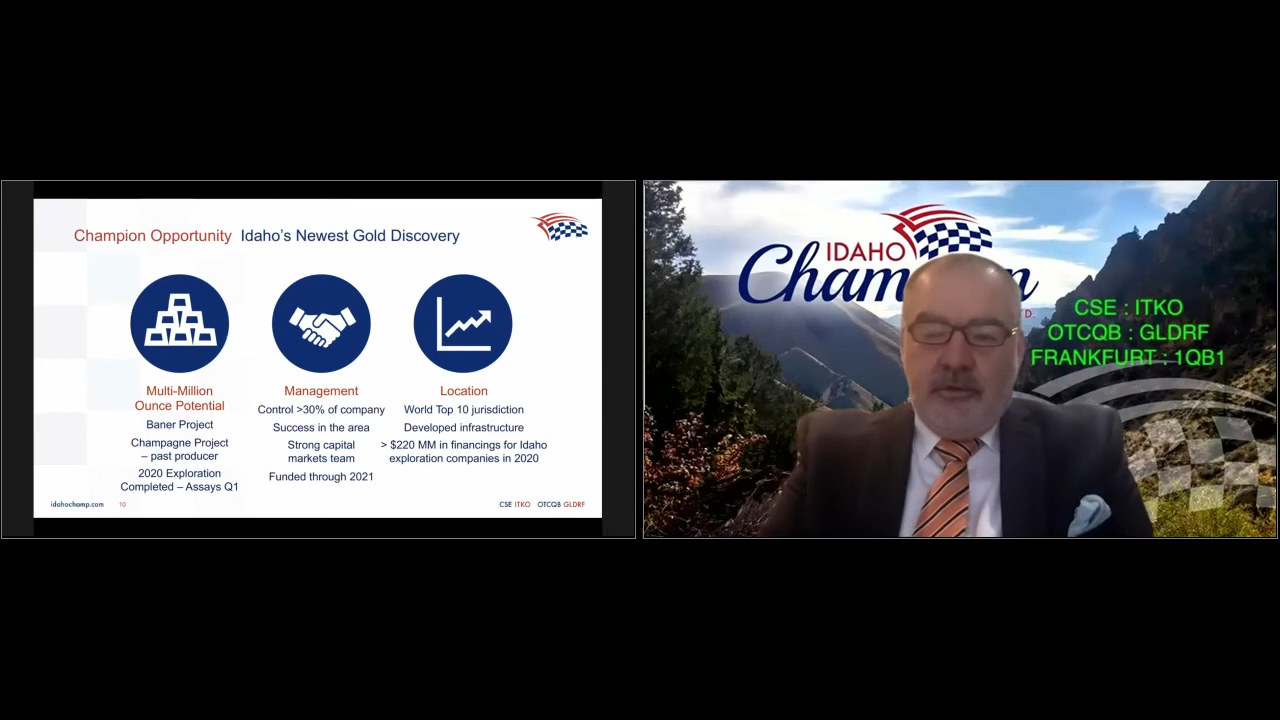 Champion Opportunity Idaho's Newest Gold Discovery
Multi-Million
Ounce Potential
Baner Project
Champagne Project
– past producer
2020 Exploration
Completed – Assays Q1
Management
Control >30% of company
Success in the area
Strong capital
markets team
Funded through 2021
Location
World Top 10 jurisdiction
Developed infrastructure
> $220 MM in financings for Idaho
exploration companies in 2020
idahochamp.com 10
CSE ITKO OTCQB GLDRF
IDAHO
CSE : ITKO
OTCQB : GLDRF
FRANKFURT : 1QB1